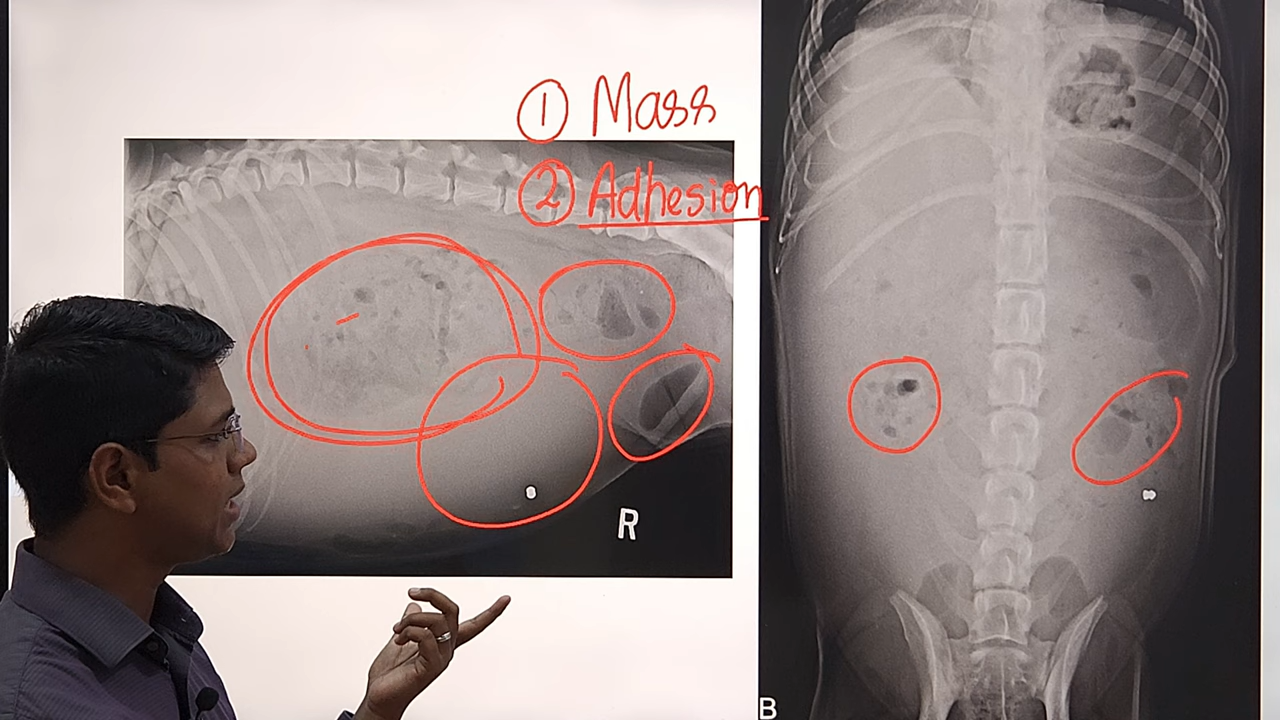 ① Mass
② Adhesion
R
B